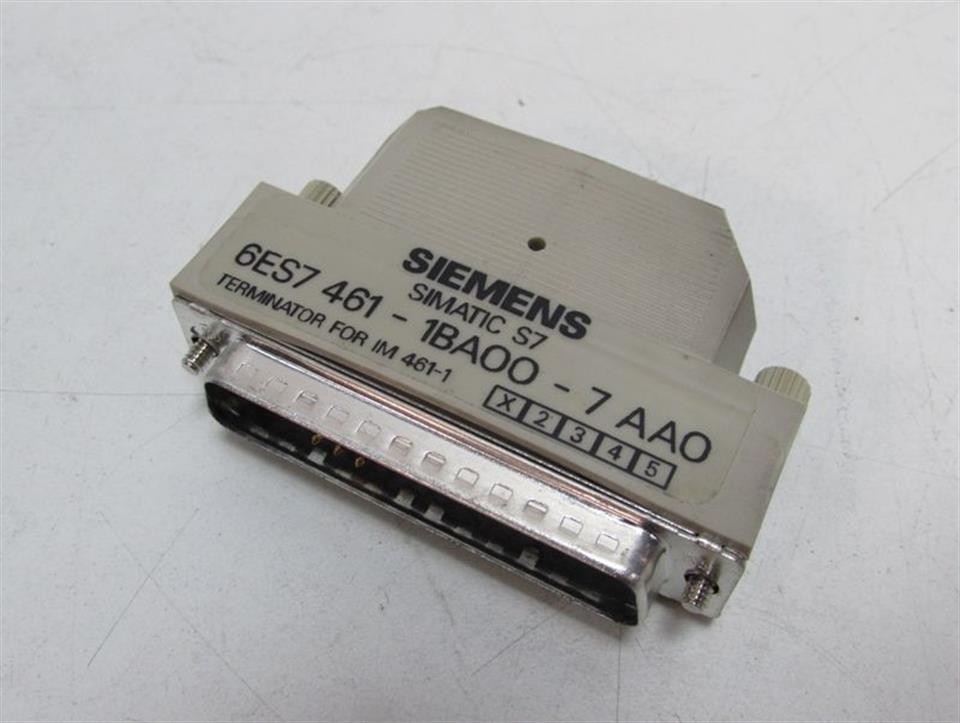 SIEMENS
SIMATIC S7
6ES7 461 - 1BA00 - 7 AA0
TERMINATOR FOR IM 461-1
X 2 3 4 5